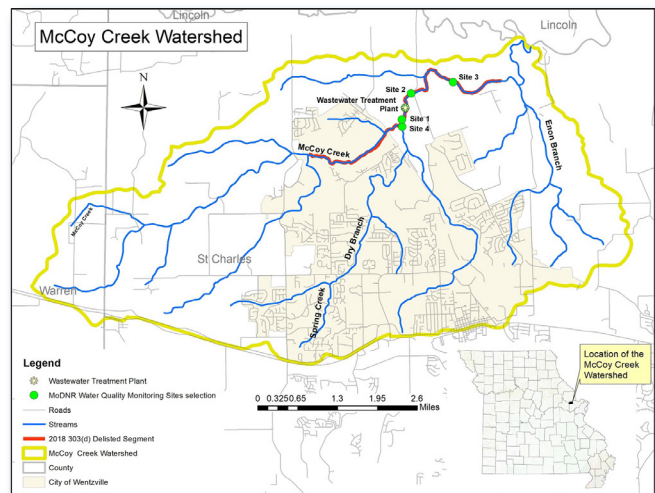 McCoy Creek Watershed
Lincoln
Lincoln
N
Site 3
Site 2
Wastewater Treatment
Plant
Site 1
Site 4
McCoy Creek
Enon Branch
McCoy Creek
Dry Branch
St Charles
Warren
Spring Creek
Legend
Wastewater Treatment Plant
MoDNR Water Quality Monitoring Sites selection
Roads
Streams
2018 303(d) Delisted Segment
McCoy Creek Watershed
County
City of Wentzville
0 0.3250.65 1.3 1.95 2.6
Miles
Location of the
McCoy Creek
Watershed